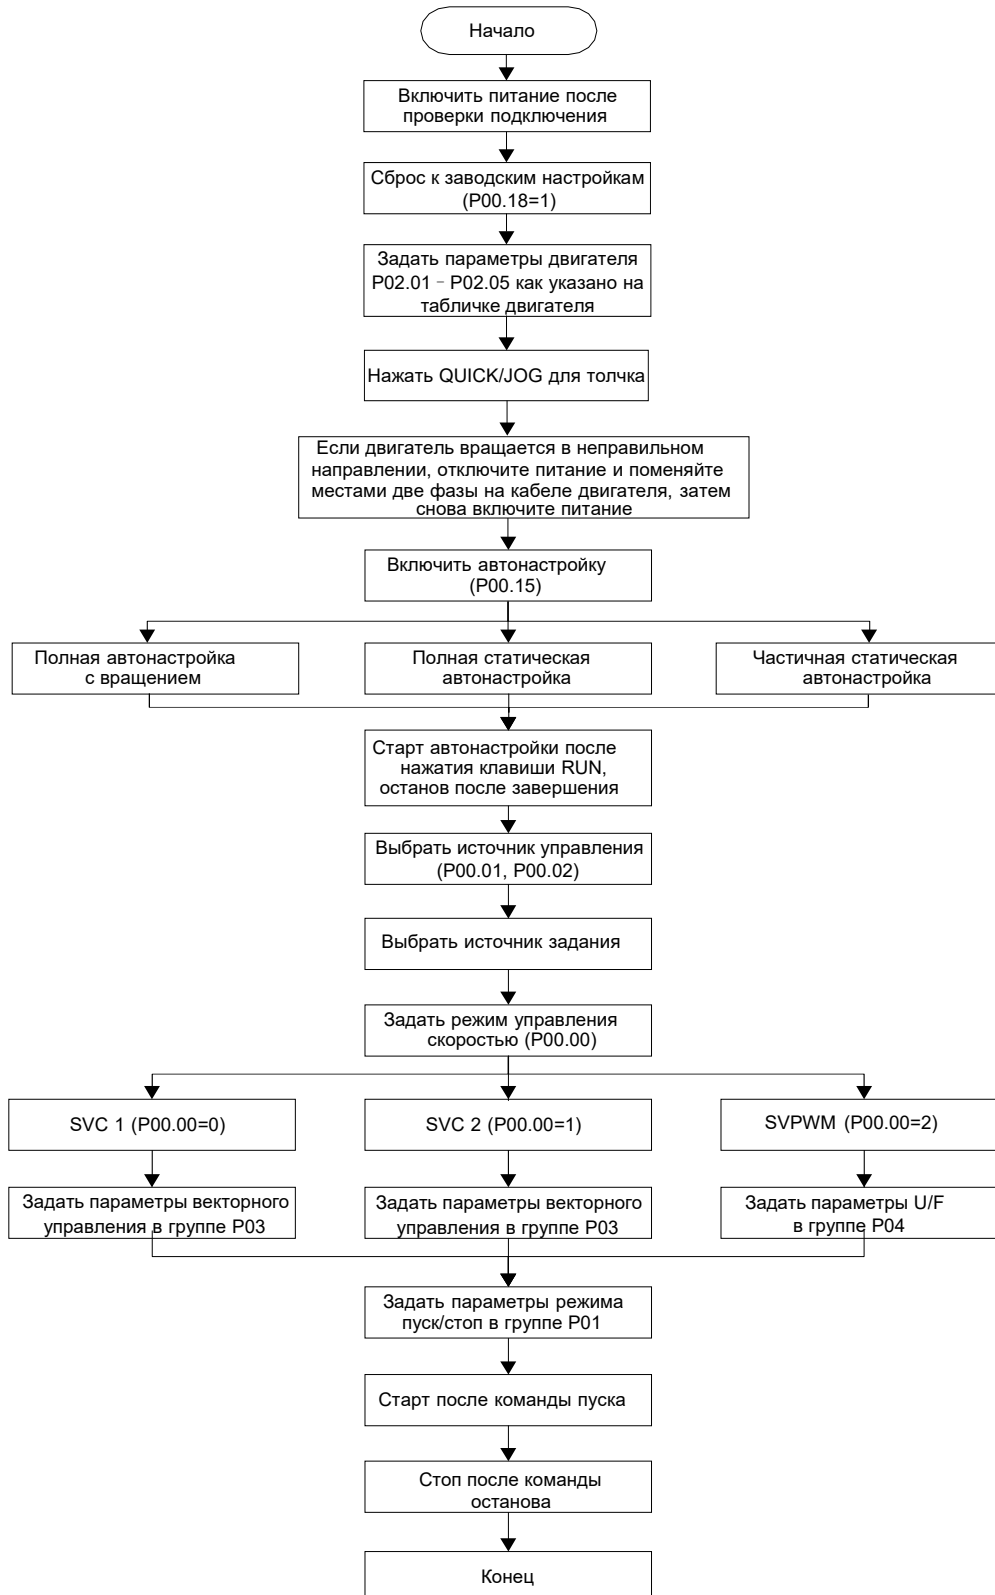 Начало
Включить питание после
проверки подключения
Сброс к заводским настройкам
(P00.18=1)
Задать параметры двигателя
P02.01 - P02.05 как указано на
табличке двигателя
Нажать QUICK/JOG для толчка
Если двигатель вращается в неправильном
направлении, отключите питание и поменяйте
местами две фазы на кабеле двигателя, затем
снова включите питание
Включить автонастройку
(P00.15)
Полная автонастройка
с вращением
Полная статическая
автонастройка
Частичная статическая
автонастройка
Старт автонастройки после
нажатия клавиши RUN,
останов после завершения
Выбрать источник управления
(P00.01, P00.02)
Выбрать источник задания
Задать режим управления
скоростью (P00.00)
SVC 1 (P00.00=0)
SVC 2 (P00.00=1)
SVPWM (P00.00=2)
Задать параметры векторного
управления в группе P03
Задать параметры векторного
управления в группе P03
Задать параметры U/F
в группе P04
Задать параметры режима
пуск/стоп в группе P01
Старт после команды пуска
Стоп после команды
останова
Конец